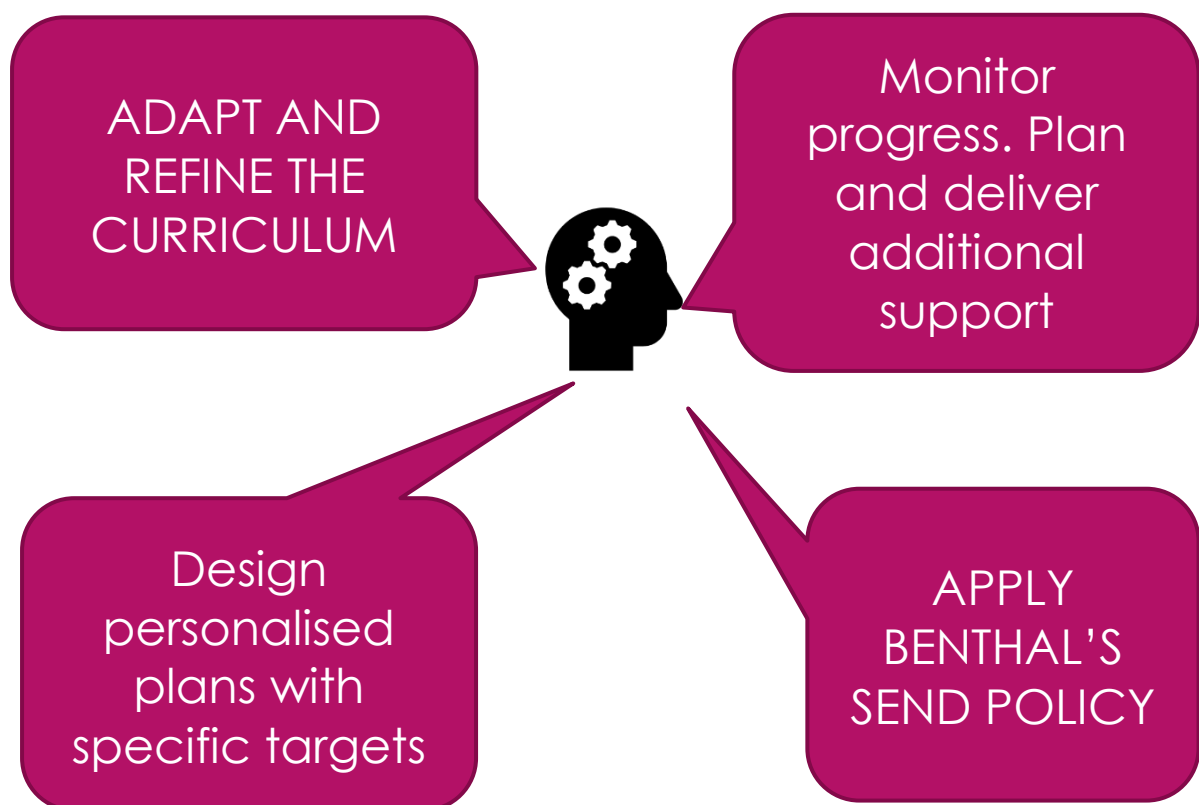 ADAPT AND
REFINE THE
CURRICULUM
Monitor
progress. Plan
and deliver
additional
support
Design
personalised
plans with
specific targets
APPLY
BENTHAL’S
SEND POLICY